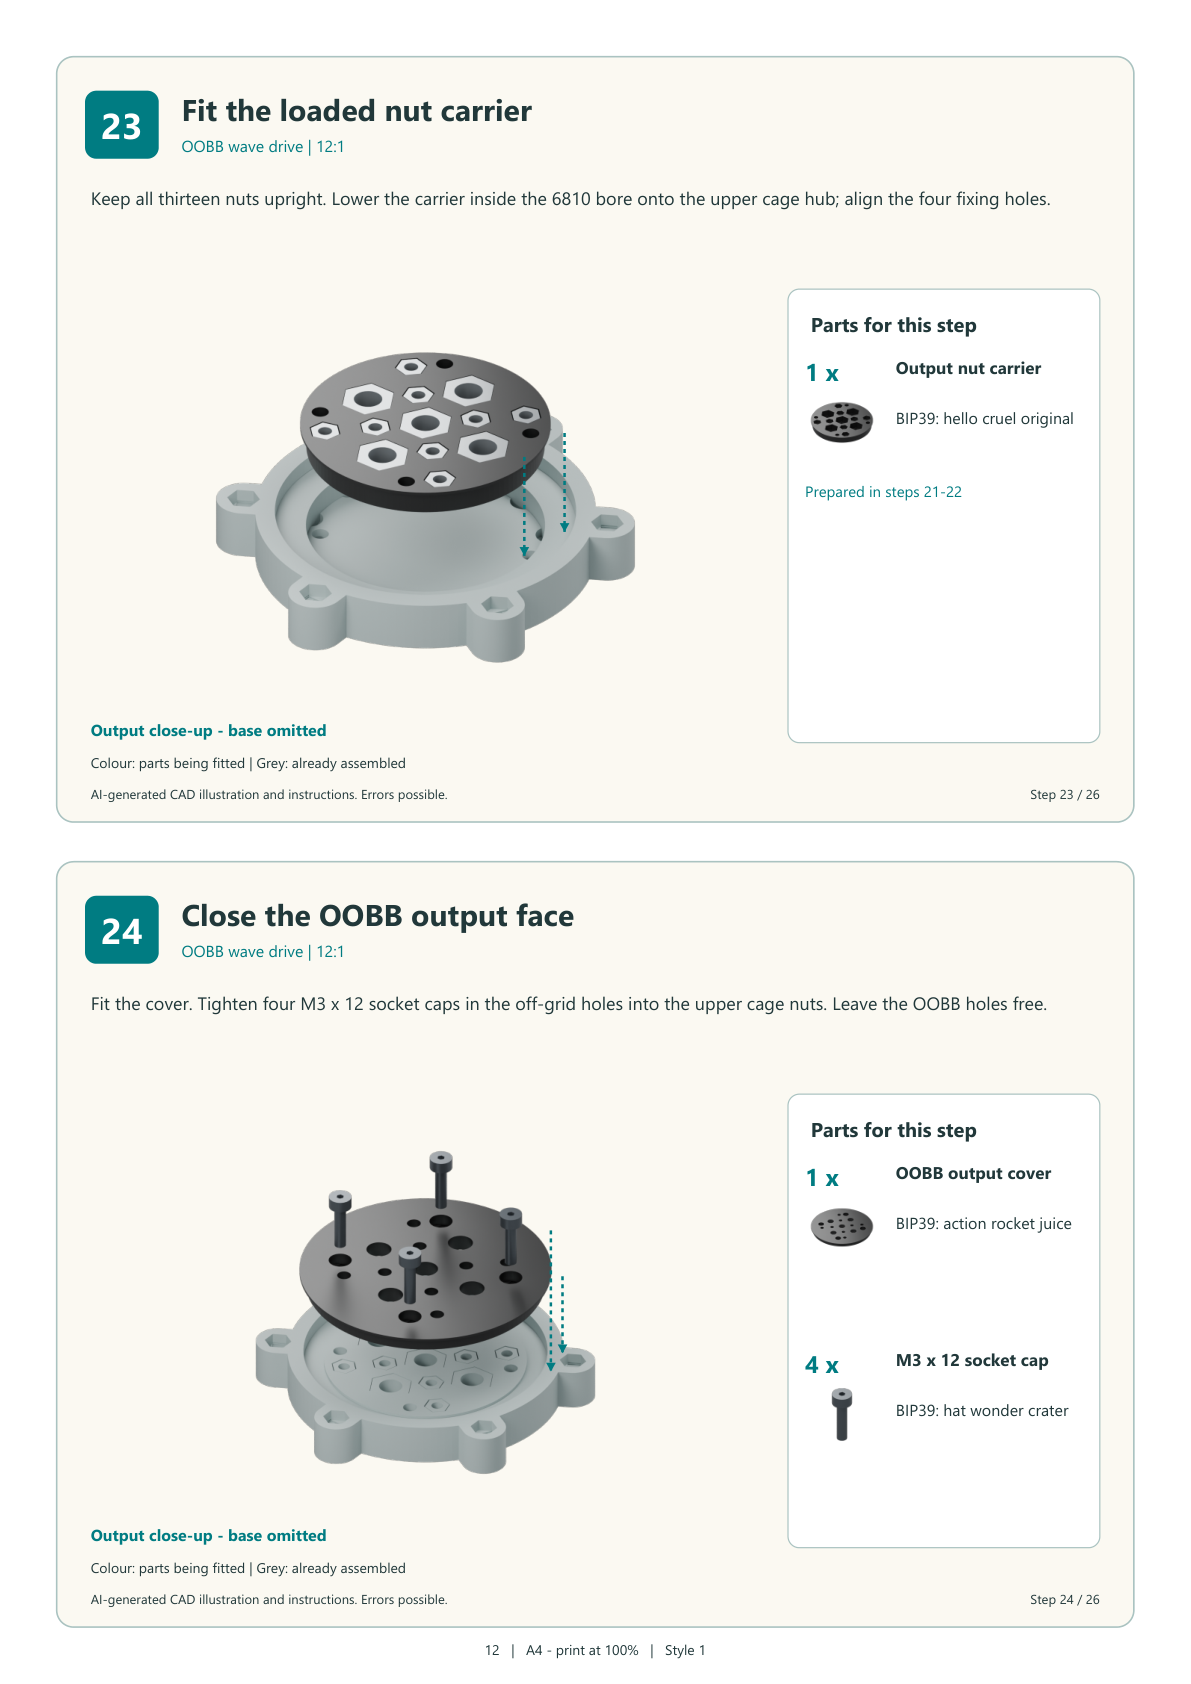 23
Fit the loaded nut carrier
OOBB wave drive | 12:1
Keep all thirteen nuts upright. Lower the carrier inside the 6810 bore onto the upper cage hub; align the four fixing holes.
Parts for this step
1 x
Output nut carrier
BIP39: hello cruel original
Prepared in steps 21-22
Output close-up - base omitted
Colour: parts being fitted | Grey: already assembled
AI-generated CAD illustration and instructions. Errors possible.
Step 23 / 26
24
Close the OOBB output face
OOBB wave drive | 12:1
Fit the cover. Tighten four M3 x 12 socket caps in the off-grid holes into the upper cage nuts. Leave the OOBB holes free.
Parts for this step
1 x
OOBB output cover
BIP39: action rocket juice
4 x
M3 x 12 socket cap
BIP39: hat wonder crater
Output close-up - base omitted
Colour: parts being fitted | Grey: already assembled
AI-generated CAD illustration and instructions. Errors possible.
Step 24 / 26
12 | A4 - print at 100% | Style 1